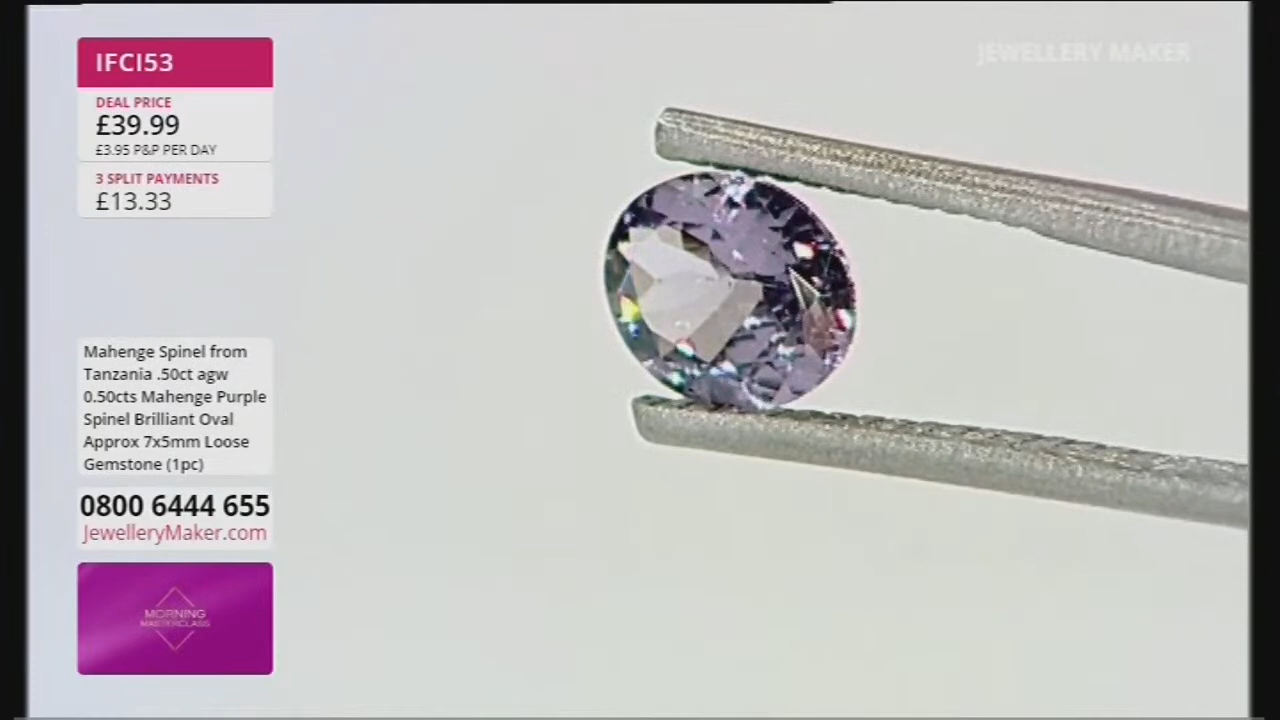 IFCI53
DEAL PRICE
£39.99
£3.95 P&P PER DAY
3 SPLIT PAYMENTS
£13.33
Mahenge Spinel from
Tanzania .50ct agw
0.50cts Mahenge Purple
Spinel Brilliant Oval
Approx 7x5mm Loose
Gemstone (1pc)
0800 6444 655
JewelleryMaker.com
MORNING
MASTERCLASS
JEWELLERY MAKER